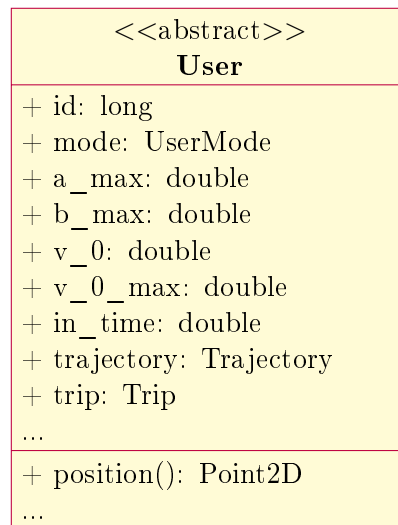 <<abstract>>
User
+ id: long
+ mode: UserMode
+ a_max: double
+ b_max: double
+ v_0: double
+ v_0_max: double
+ in_time: double
+ trajectory: Trajectory
+ trip: Trip
...
+ position(): Point2D
...